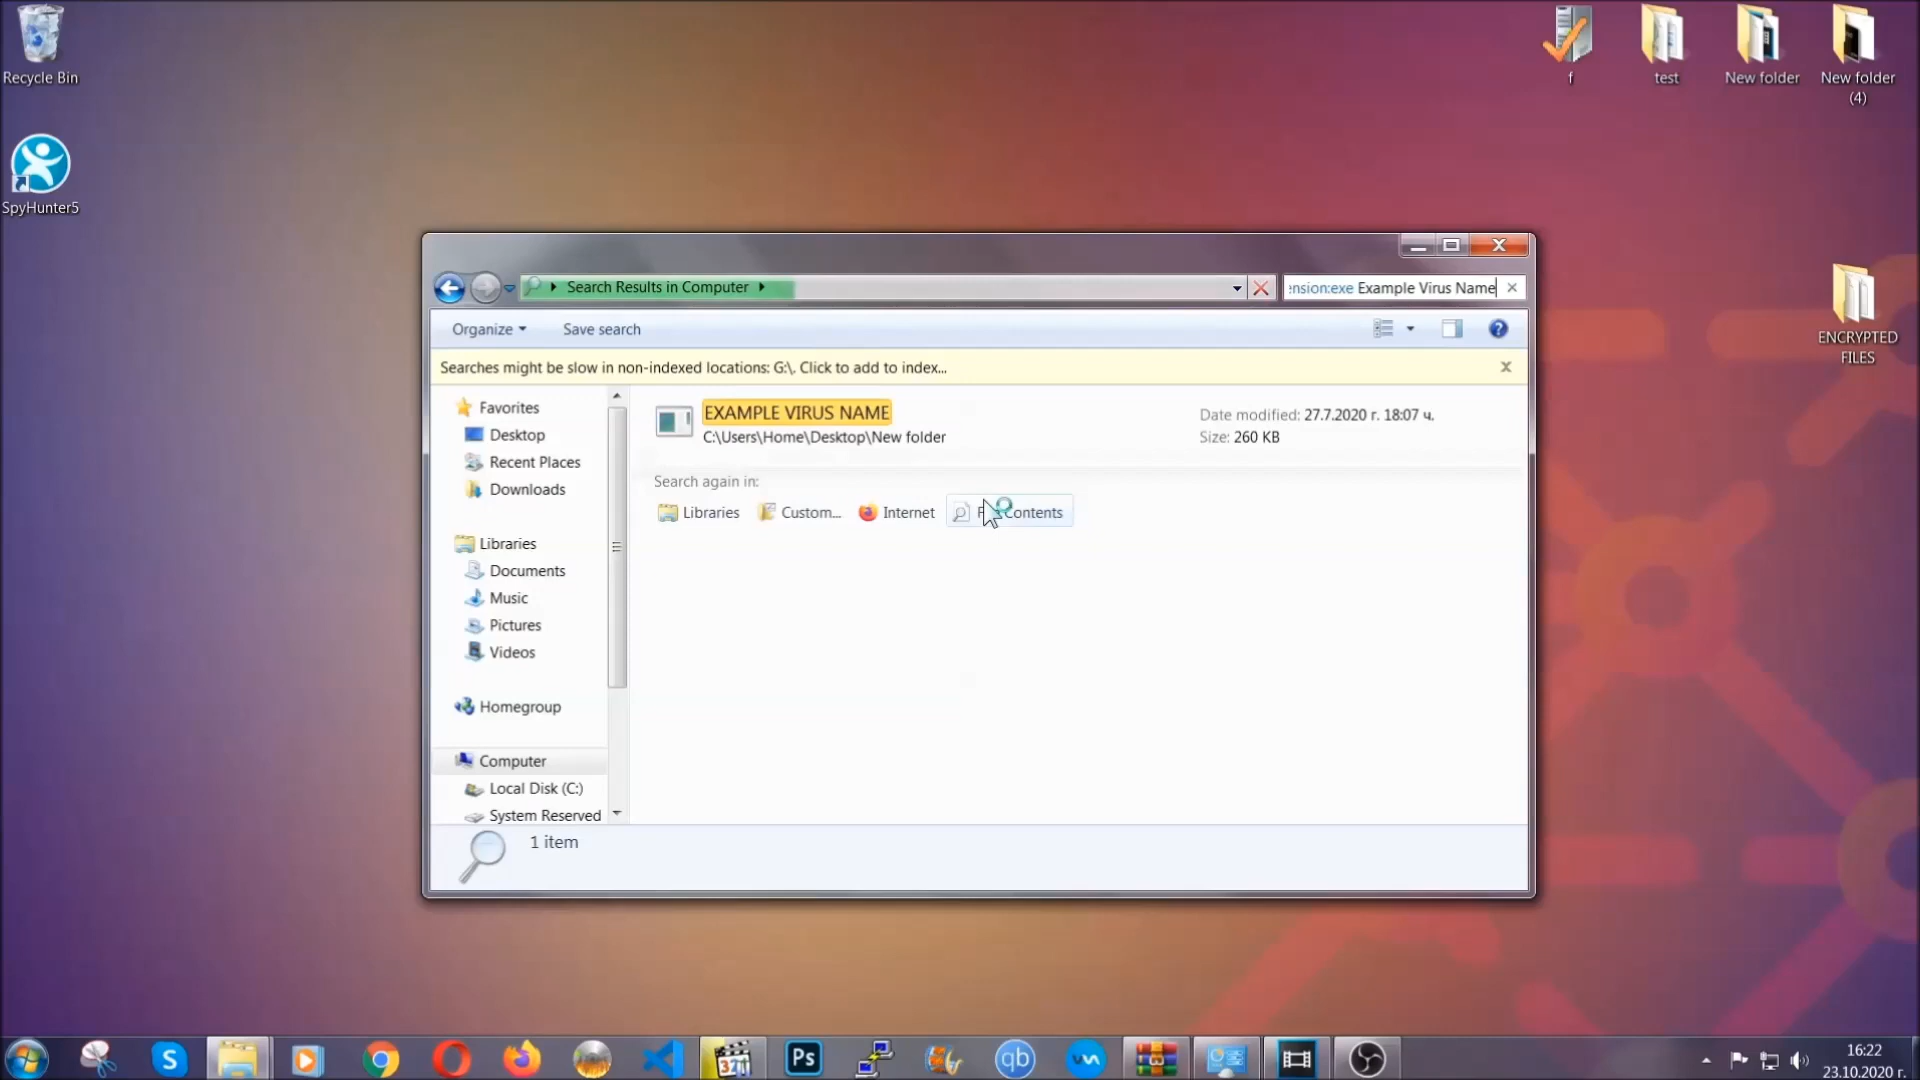 Recycle Bin
SpyHunter5
f
test
New folder
New folder
(4)
ENCRYPTED
FILES
Search Results in Computer
ension:exe Example Virus Name
Organize
Save search
Searches might be slow in non-indexed locations: G:\. Click to add to index...
Favorites
Desktop
Recent Places
Downloads
Libraries
Documents
Music
Pictures
Videos
Homegroup
Computer
Local Disk (C:)
System Reserved
EXAMPLE VIRUS NAME
C:\Users\Home\Desktop\New folder
Date modified: 27.7.2020 г. 18:07 ч.
Size: 260 KB
Search again in:
Libraries
Custom...
Internet
Contents
1 item
S
321
Ps
qb
16:22
23.10.2020 г.